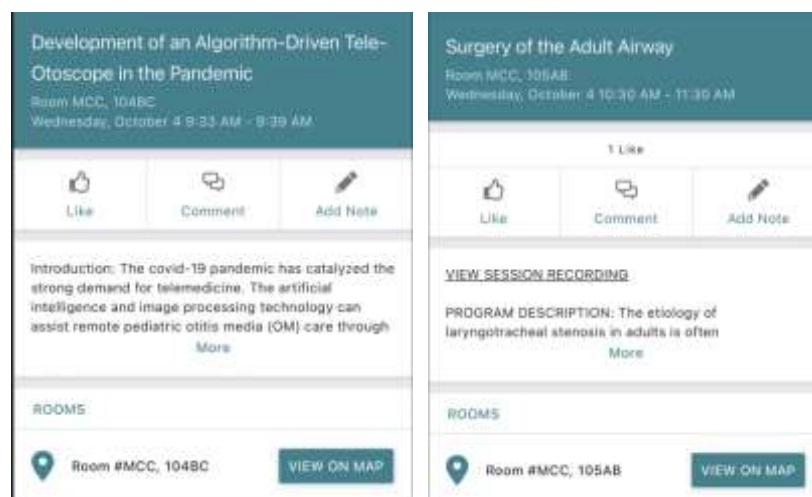 Development of an Algorithm-Driven Tele-
Otoscope in the Pandemic
Room MCC, 104BC
Wednesday, October 4 9:33 AM - 9:39 AM
Like
Comment
Add Note
Introduction: The covid-19 pandemic has catalyzed the
strong demand for telemedicine. The artificial
intelligence and image processing technology can
assist remote pediatric otitis media (OM) care through
More
ROOMS
Room #MCC, 104BC
VIEW ON MAP
Surgery of the Adult Airway
Room MCC, 105AB
Wednesday, October 4 10:30 AM - 11:30 AM
1 Like
Like
Comment
Add Note
VIEW SESSION RECORDING
PROGRAM DESCRIPTION: The etiology of
laryngotracheal stenosis in adults is often
More
ROOMS
Room #MCC, 105AB
VIEW ON MAP